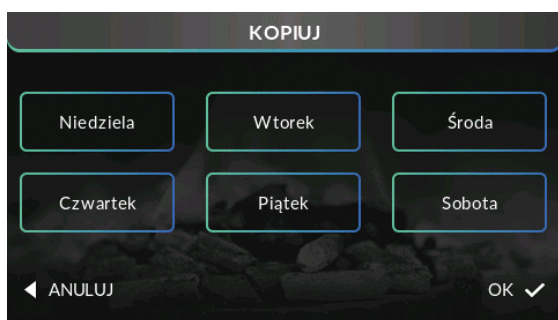 KOPIUJ
Niedziela Wtorek Środa
Czwartek Piątek Sobota
ANULUJ OK